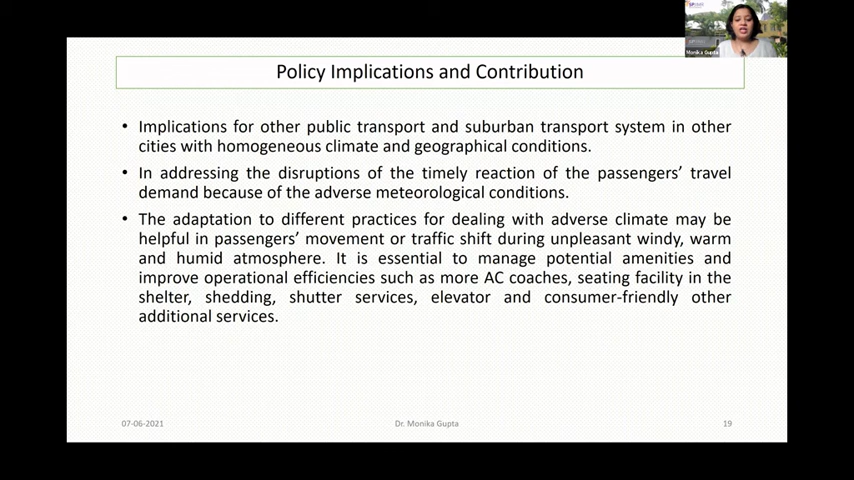 Monika Gupta
Policy Implications and Contribution
• Implications for other public transport and suburban transport system in other
cities with homogeneous climate and geographical conditions.
• In addressing the disruptions of the timely reaction of the passengers’ travel
demand because of the adverse meteorological conditions.
• The adaptation to different practices for dealing with adverse climate may be
helpful in passengers’ movement or traffic shift during unpleasant windy, warm
and humid atmosphere. It is essential to manage potential amenities and
improve operational efficiencies such as more AC coaches, seating facility in the
shelter, shedding, shutter services, elevator and consumer-friendly other
additional services.
07-06-2021
Dr. Monika Gupta
19